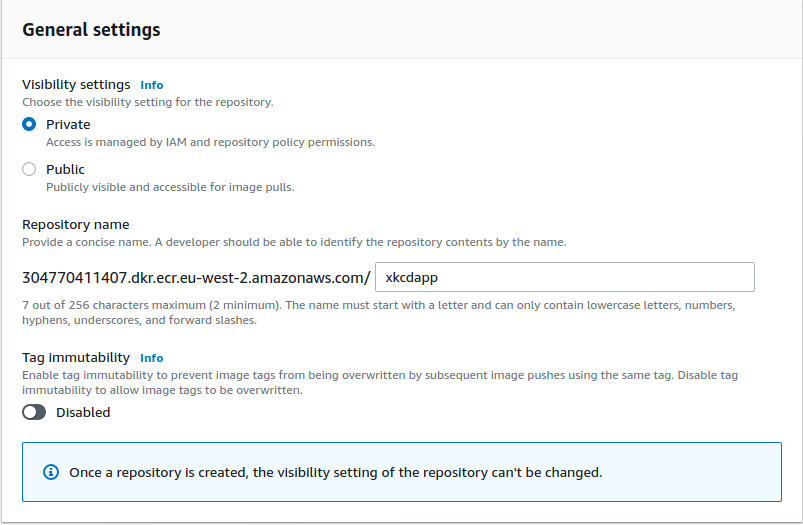 General settings
Visibility settings Info
Choose the visibility setting for the repository.
Private
Access is managed by IAM and repository policy permissions.
Public
Publicly visible and accessible for image pulls.
Repository name
Provide a concise name. A developer should be able to identify the repository contents by the name.
304770411407.dkr.ecr.eu-west-2.amazonaws.com/ xkcdapp
7 out of 256 characters maximum (2 minimum). The name must start with a letter and can only contain lowercase letters, numbers,
hyphens, underscores, and forward slashes.
Tag immutability Info
Enable tag immutability to prevent image tags from being overwritten by subsequent image pushes using the same tag. Disable tag
immutability to allow image tags to be overwritten.
Disabled
Once a repository is created, the visibility setting of the repository can't be changed.